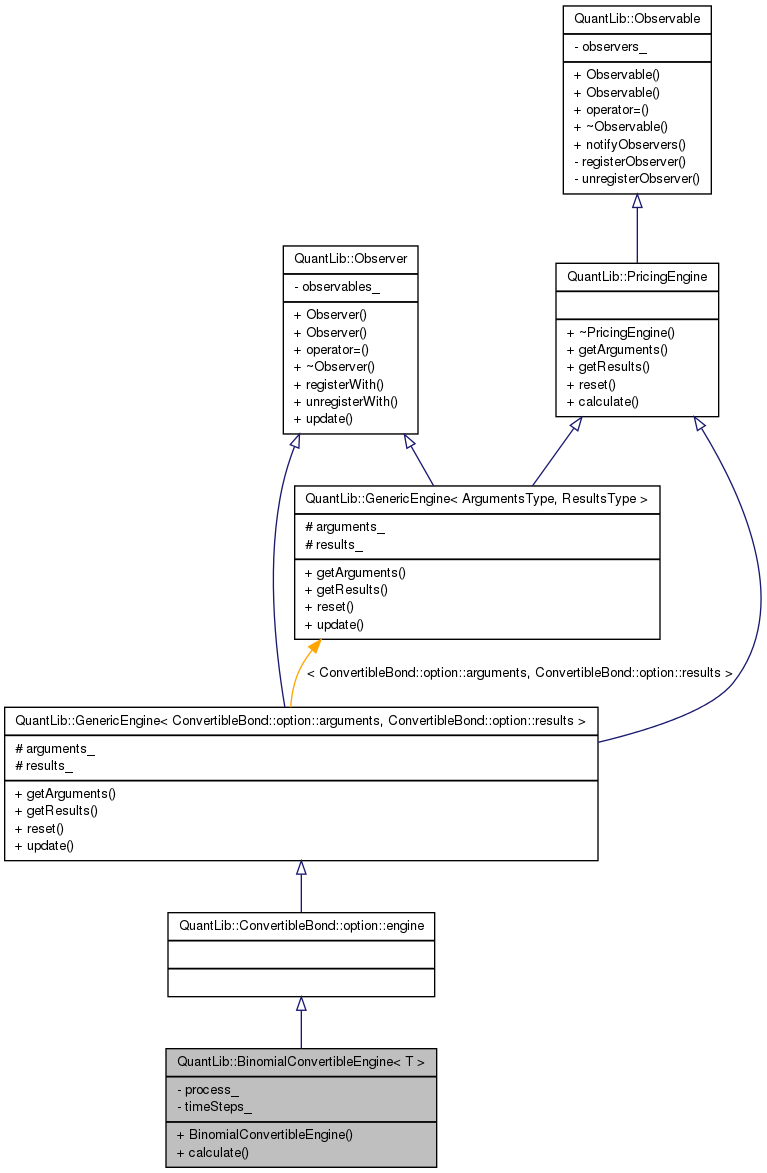 QuantLib::Observable
- observers_
+ Observable()
+ Observable()
+ operator=()
+ ~Observable()
+ notifyObservers()
- registerObserver()
- unregisterObserver()
QuantLib::Observer
- observables_
+ Observer()
+ Observer()
+ operator=()
+ ~Observer()
+ registerWith()
+ unregisterWith()
+ update()
QuantLib::PricingEngine
+ ~PricingEngine()
+ getArguments()
+ getResults()
+ reset()
+ calculate()
QuantLib::GenericEngine< ArgumentsType, ResultsType >
# arguments_
# results_
+ getArguments()
+ getResults()
+ reset()
+ update()
< ConvertibleBond::option::arguments, ConvertibleBond::option::results >
QuantLib::GenericEngine< ConvertibleBond::option::arguments, ConvertibleBond::option::results >
# arguments_
# results_
+ getArguments()
+ getResults()
+ reset()
+ update()
QuantLib::ConvertibleBond::option::engine
QuantLib::BinomialConvertibleEngine< T >
- process_
- timeSteps_
+ BinomialConvertibleEngine()
+ calculate()